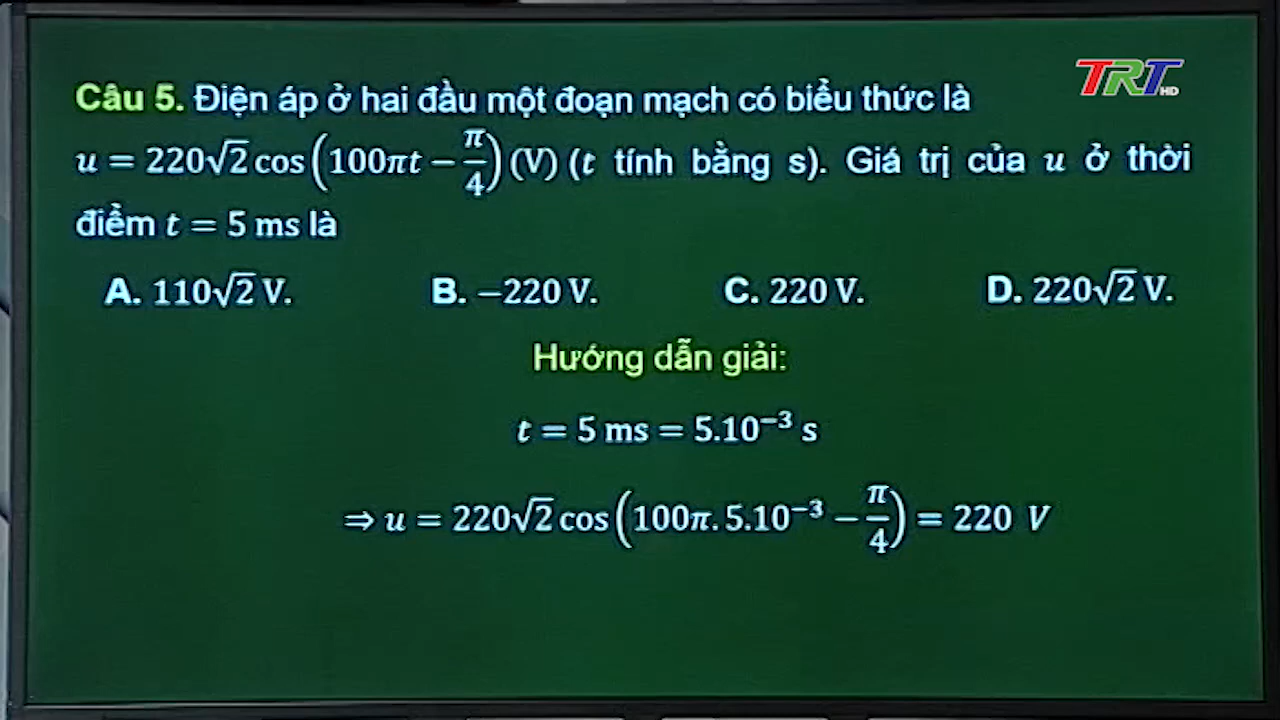 TRT HD
Câu 5. Điện áp ở hai đầu một đoạn mạch có biểu thức là
u = 220√2 cos(100πt − π/4) (V) (t tính bằng s). Giá trị của u ở thời
điểm t = 5 ms là
A. 110√2 V. B. −220 V. C. 220 V. D. 220√2 V.
Hướng dẫn giải:
t = 5 ms = 5.10⁻³ s
⇒ u = 220√2 cos(100π. 5.10⁻³ − π/4) = 220 V